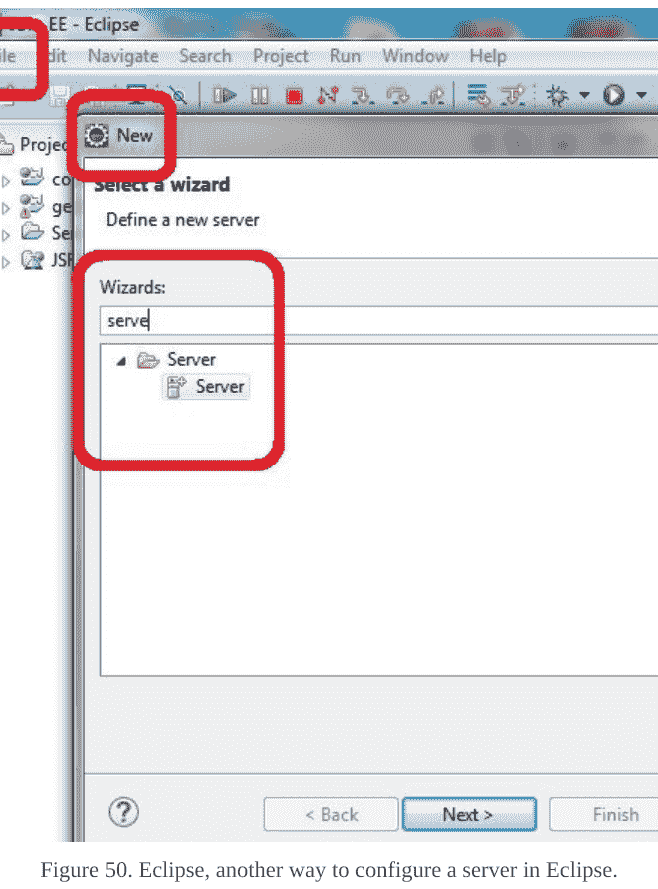 EE - Eclipse
ile dit Navigate Search Project Run Window Help
New
Projec
Select a wizard
co
Define a new server
ge
Se
JSF
Wizards:
serve
Server
Server
< Back Next > Finish
Figure 50. Eclipse, another way to configure a server in Eclipse.